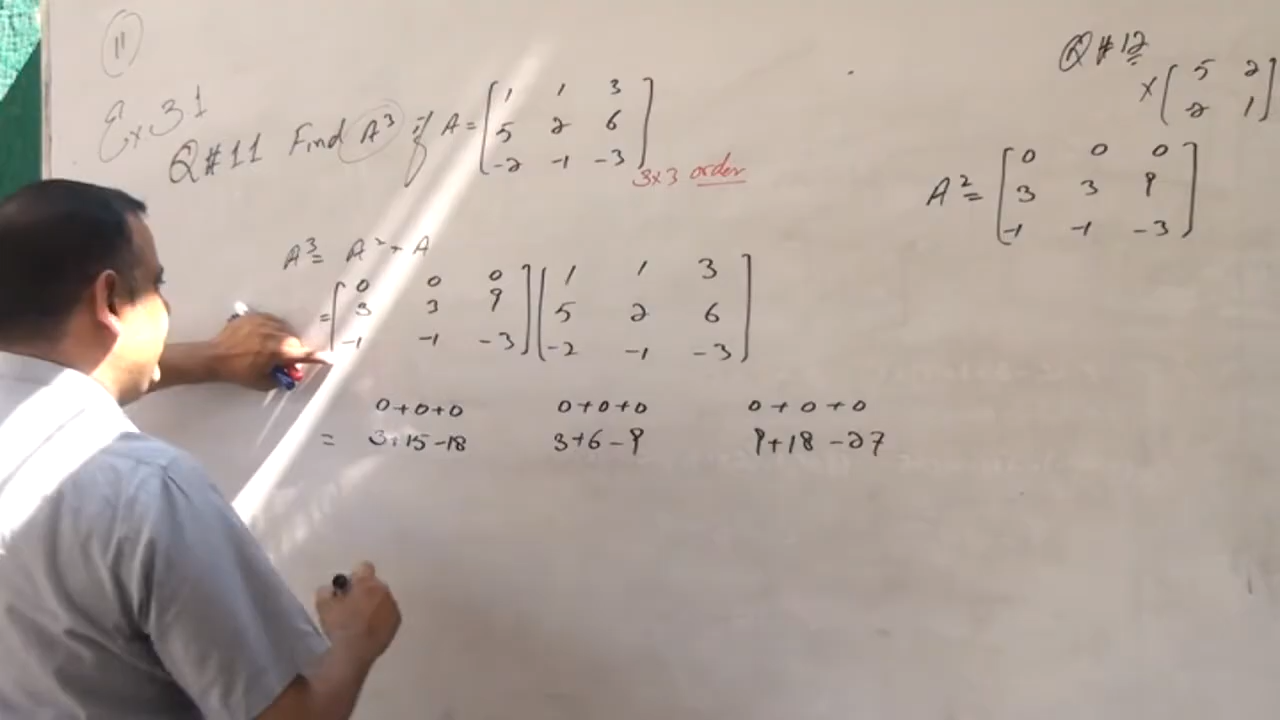 11
Ex 31
Q#11 Find A³ if A = [1 1 3
5 2 6
-2 -1 -3]
3x3 order
A³ = A² × A
= [0 0 0] [1 1 3]
3 3 9 5 2 6
-1 -1 -3 -2 -1 -3
0+0+0 0+0+0 0+0+0
= 3+15-18 3+6-9 9+18-27
Q#12
× [5 2]
2 1
A² = [0 0 0]
3 3 9
-1 -1 -3